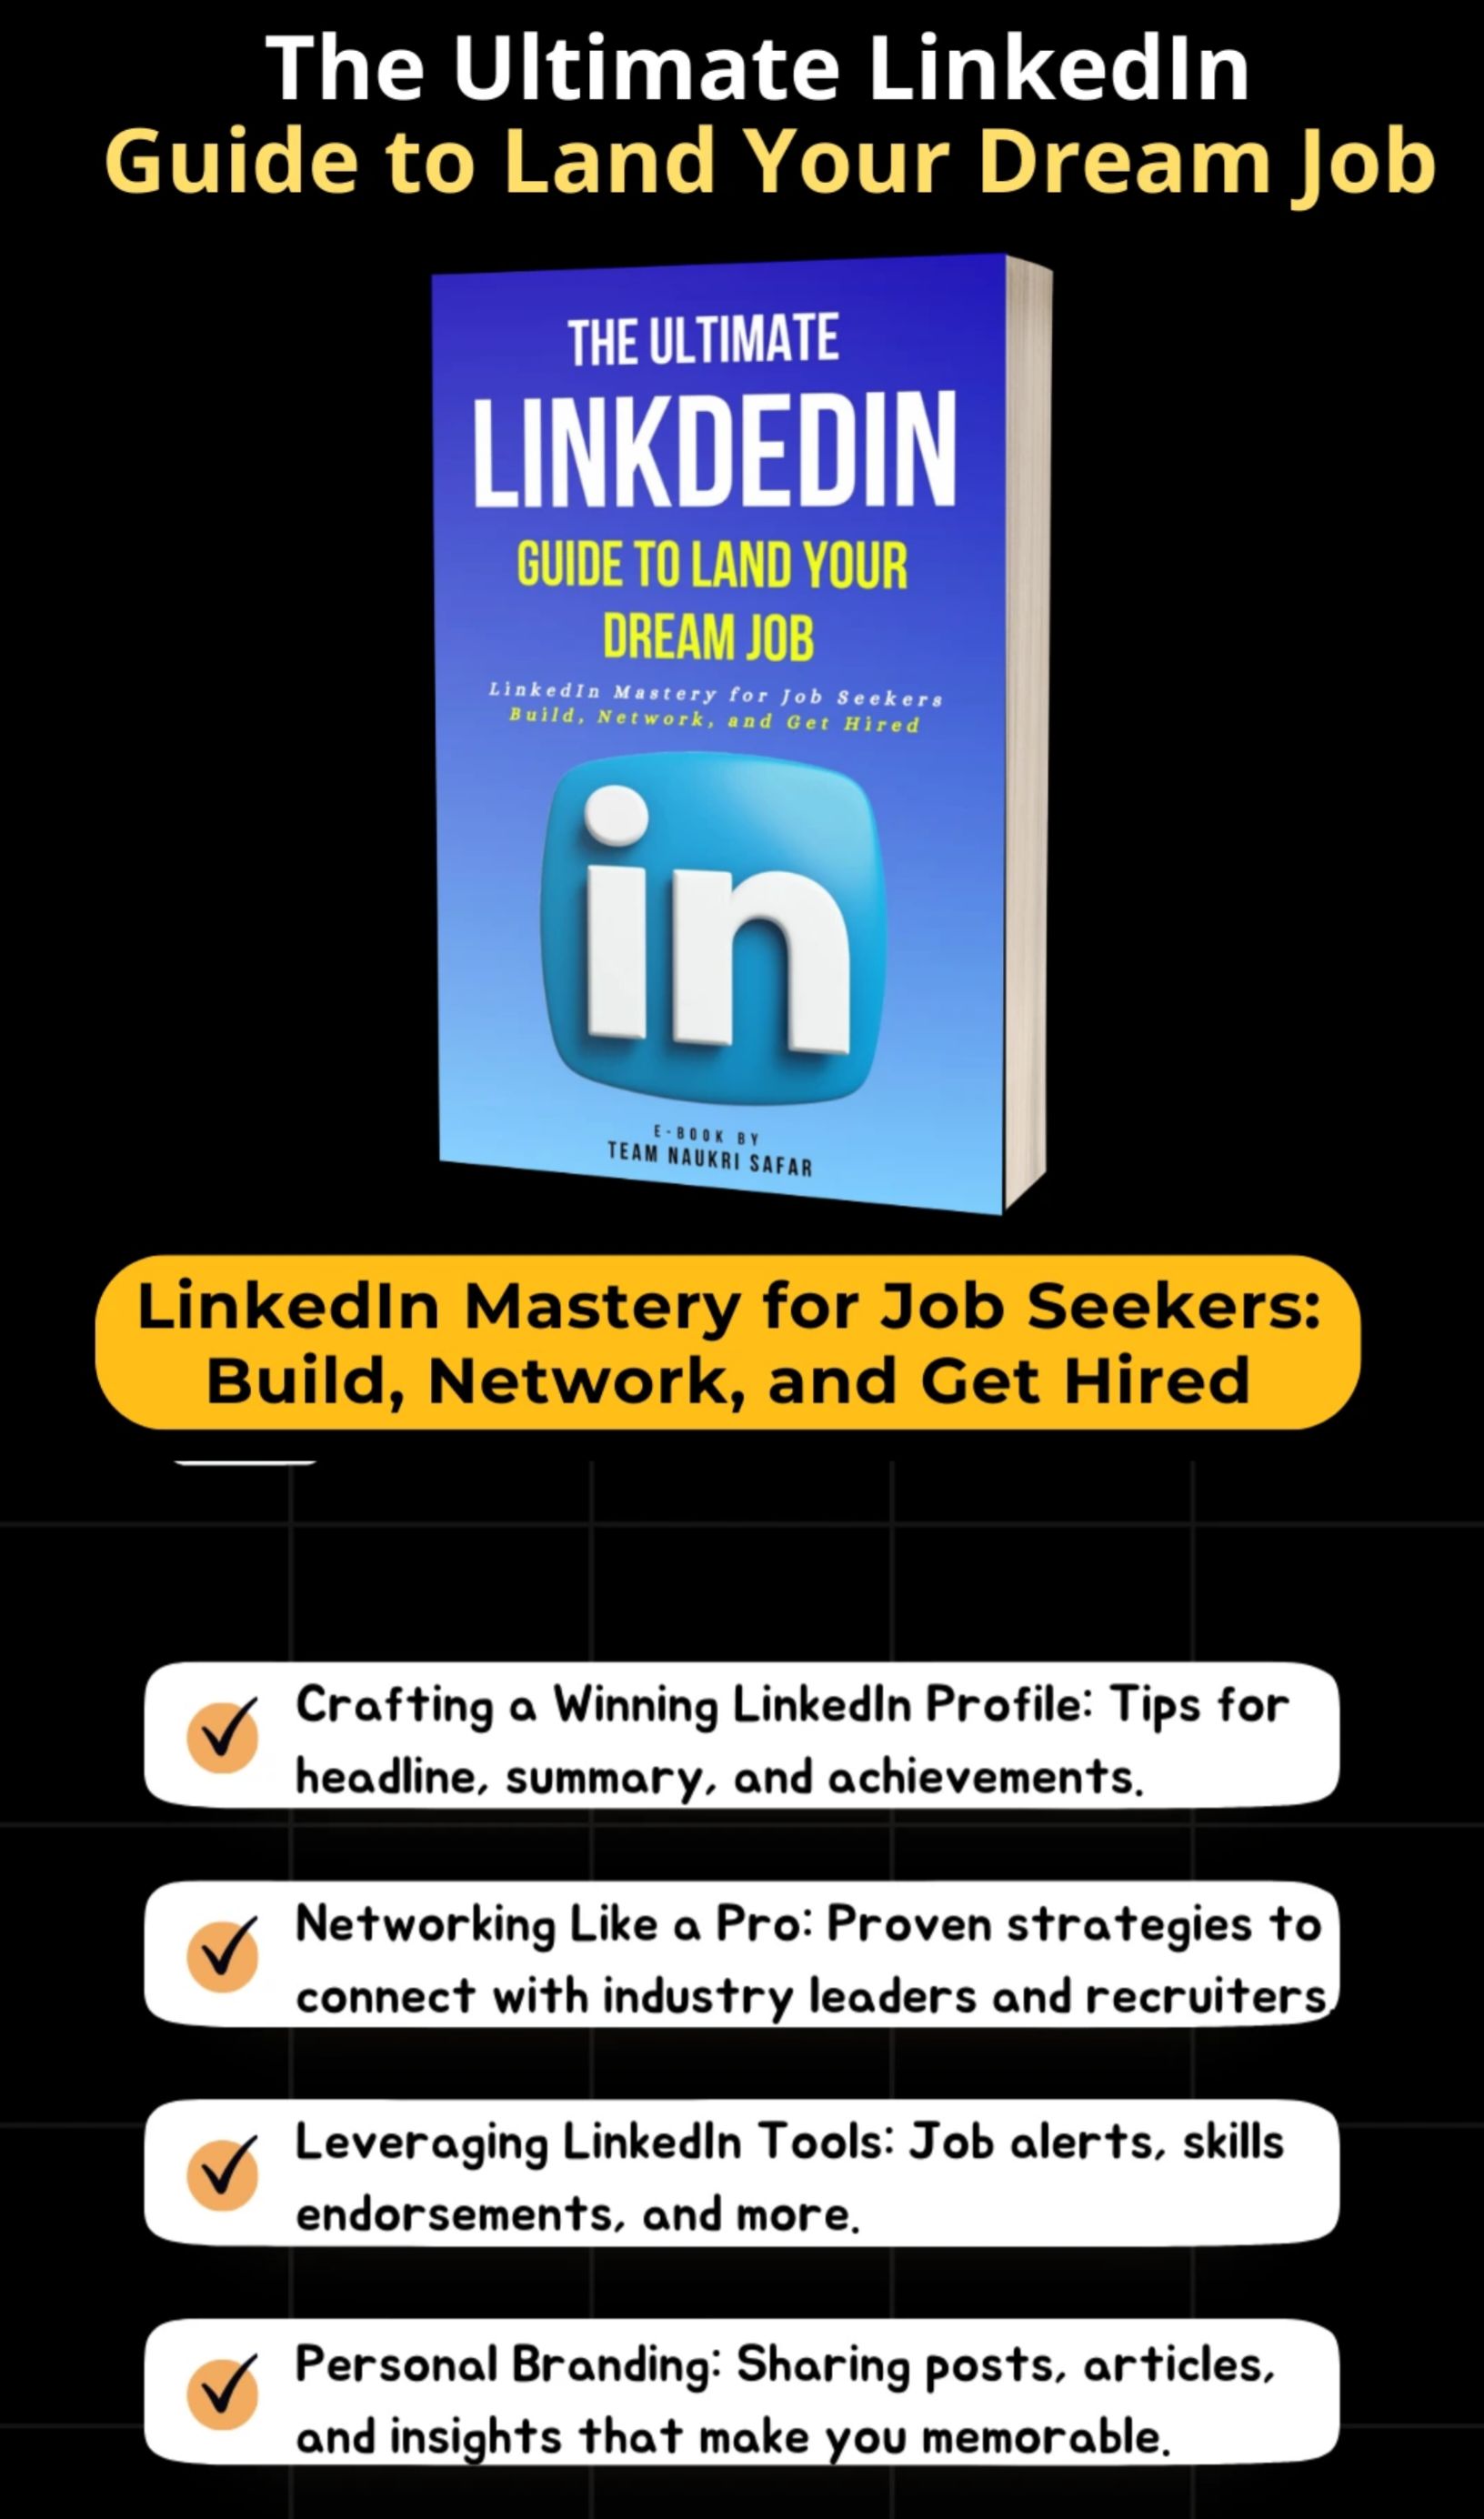 The Ultimate LinkedIn
Guide to Land Your Dream Job
THE ULTIMATE
LINKDEDIN
GUIDE TO LAND YOUR
DREAM JOB
LinkedIn Mastery for Job Seekers
Build, Network, and Get Hired
in
E-BOOK BY
TEAM NAUKRI SAFAR
LinkedIn Mastery for Job Seekers:
Build, Network, and Get Hired
Crafting a Winning LinkedIn Profile: Tips for
headline, summary, and achievements.
Networking Like a Pro: Proven strategies to
connect with industry leaders and recruiters.
Leveraging LinkedIn Tools: Job alerts, skills
endorsements, and more.
Personal Branding: Sharing posts, articles,
and insights that make you memorable.